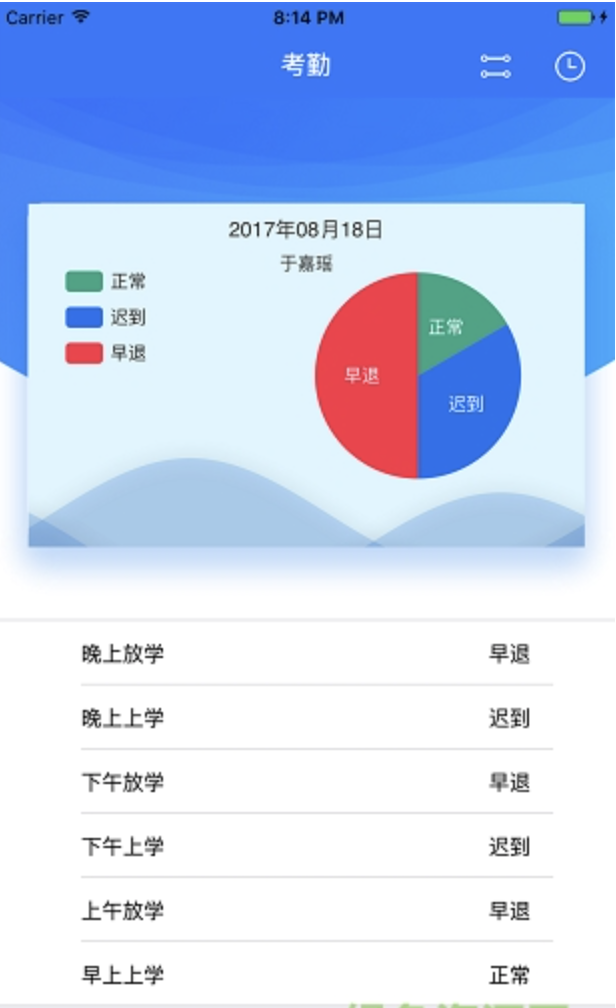 Carrier 8:14 PM
考勤
2017年08月18日
于嘉瑶
正常
迟到
早退
正常
早退
迟到
晚上放学 早退
晚上上学 迟到
下午放学 早退
下午上学 迟到
上午放学 早退
早上上学 正常